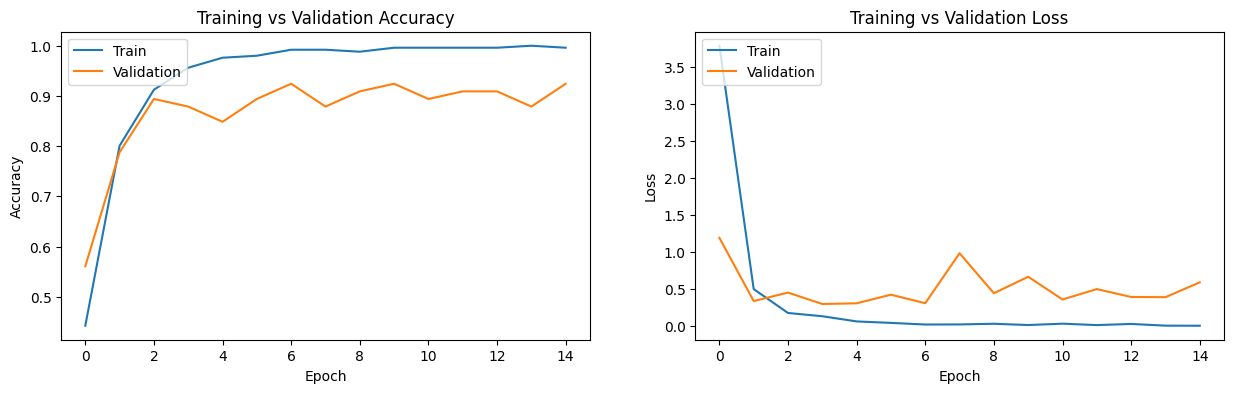 Training vs Validation Accuracy
Train
Validation
1.0
0.9
0.8
0.7
0.6
0.5
Accuracy
0 2 4 6 8 10 12 14
Epoch
Training vs Validation Loss
Train
Validation
3.5
3.0
2.5
2.0
1.5
1.0
0.5
0.0
Loss
0 2 4 6 8 10 12 14
Epoch